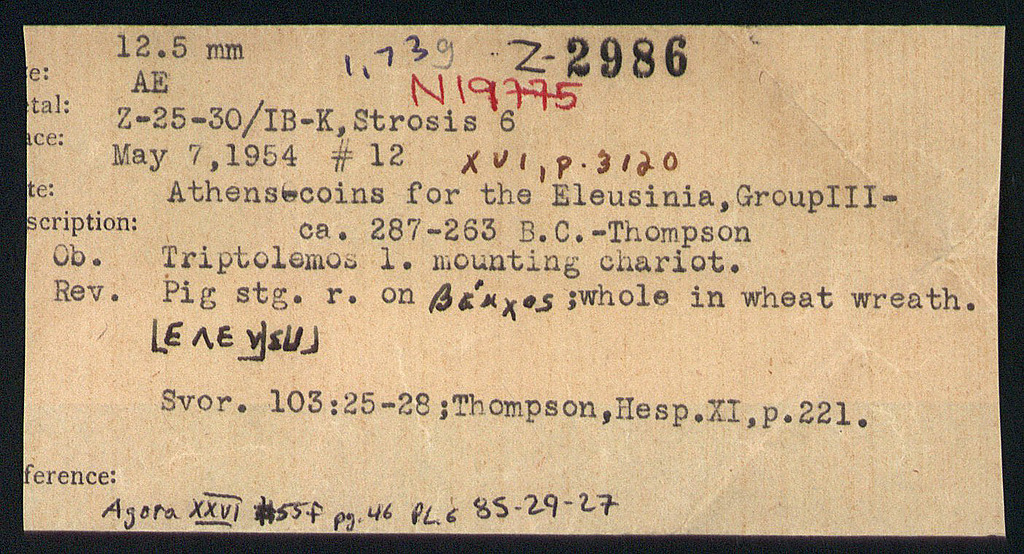 12.5 mm 1,739 Z-2986
e: AE N19775
tal: Z-25-30/IB-K,Strosis 6
ace: May 7,1954 # 12 XVI, p. 3120
te: Athens-coins for the Eleusinia,GroupIII-
scription: ca. 287-263 B.C.-Thompson
Ob. Triptolemos l. mounting chariot.
Rev. Pig stg. r. on βάκχος ;whole in wheat wreath.
Svor. 103:25-28;Thompson,Hesp.XI,p.221.
ference:
Agora XXVI #55f pg. 46 PL. 6 85-29-27